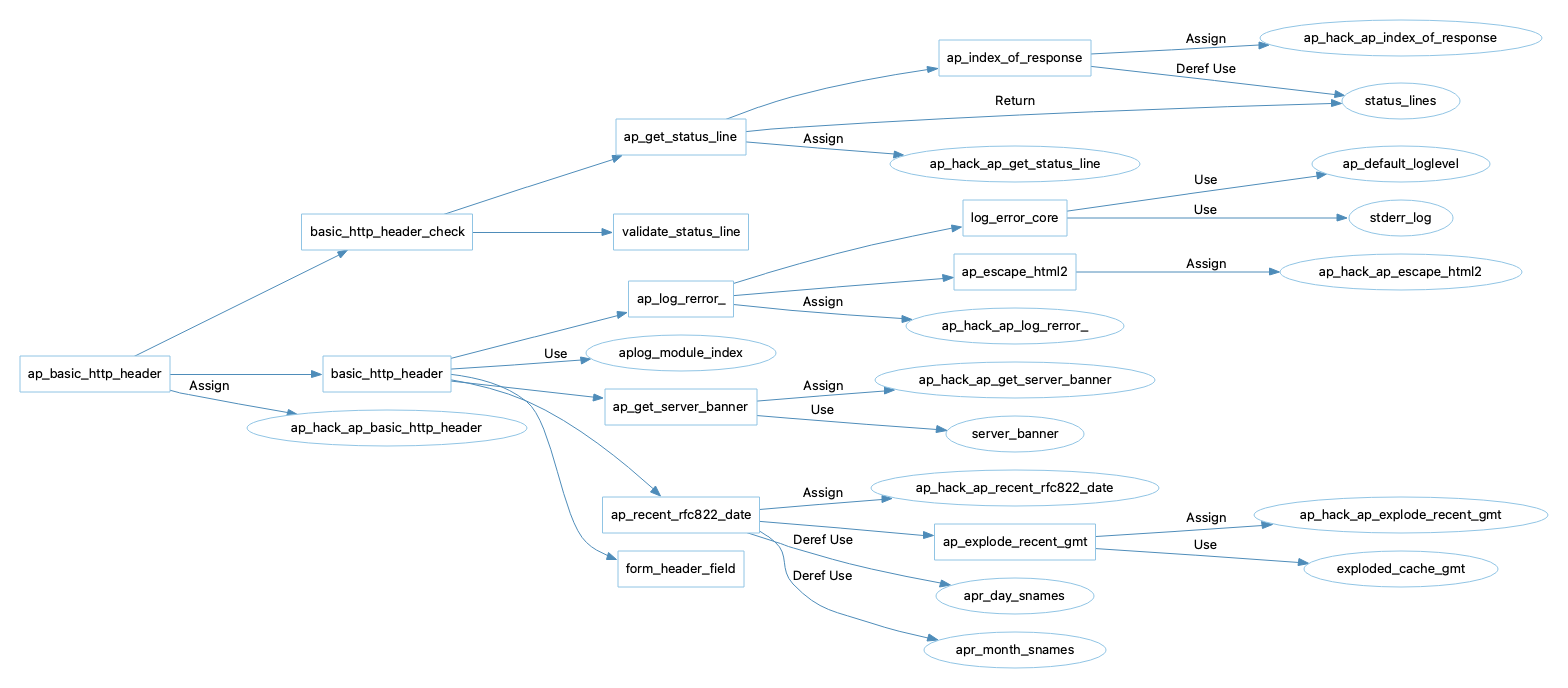 ap_index_of_response
Assign
ap_hack_ap_index_of_response
Deref Use
status_lines
Return
ap_get_status_line
Assign
ap_hack_ap_get_status_line
ap_default_loglevel
Use
log_error_core
Use
stderr_log
basic_http_header_check
validate_status_line
ap_escape_html2
Assign
ap_hack_ap_escape_html2
ap_log_rerror_
Assign
ap_hack_ap_log_rerror_
Use
aplog_module_index
ap_basic_http_header
basic_http_header
Assign
ap_hack_ap_basic_http_header
ap_get_server_banner
Assign
ap_hack_ap_get_server_banner
Use
server_banner
ap_recent_rfc822_date
Assign
ap_hack_ap_recent_rfc822_date
ap_explode_recent_gmt
Assign
ap_hack_ap_explode_recent_gmt
Use
exploded_cache_gmt
Deref Use
apr_day_snames
form_header_field
Deref Use
apr_month_snames